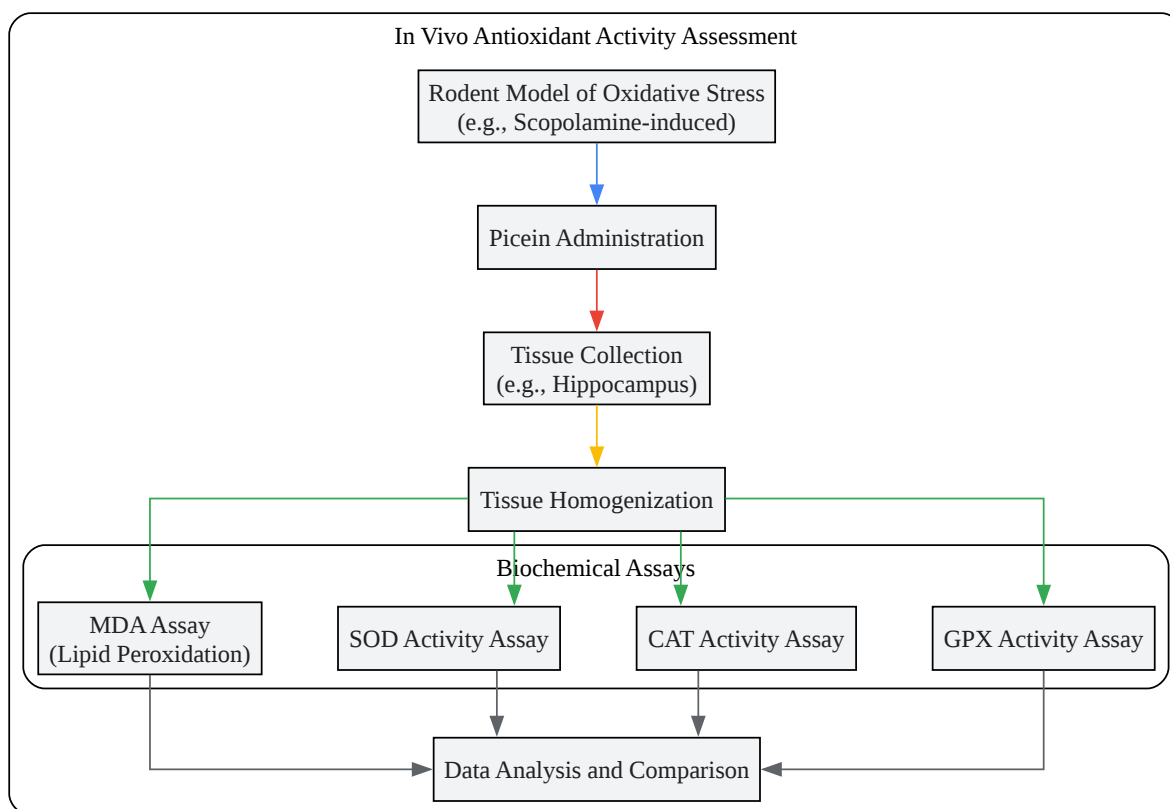 In Vivo Antioxidant Activity Assessment
Rodent Model of Oxidative Stress
(e.g., Scopolamine-induced)
Picein Administration
Tissue Collection
(e.g., Hippocampus)
Tissue Homogenization
Biochemical Assays
MDA Assay
(Lipid Peroxidation)
SOD Activity Assay
CAT Activity Assay
GPX Activity Assay
Data Analysis and Comparison